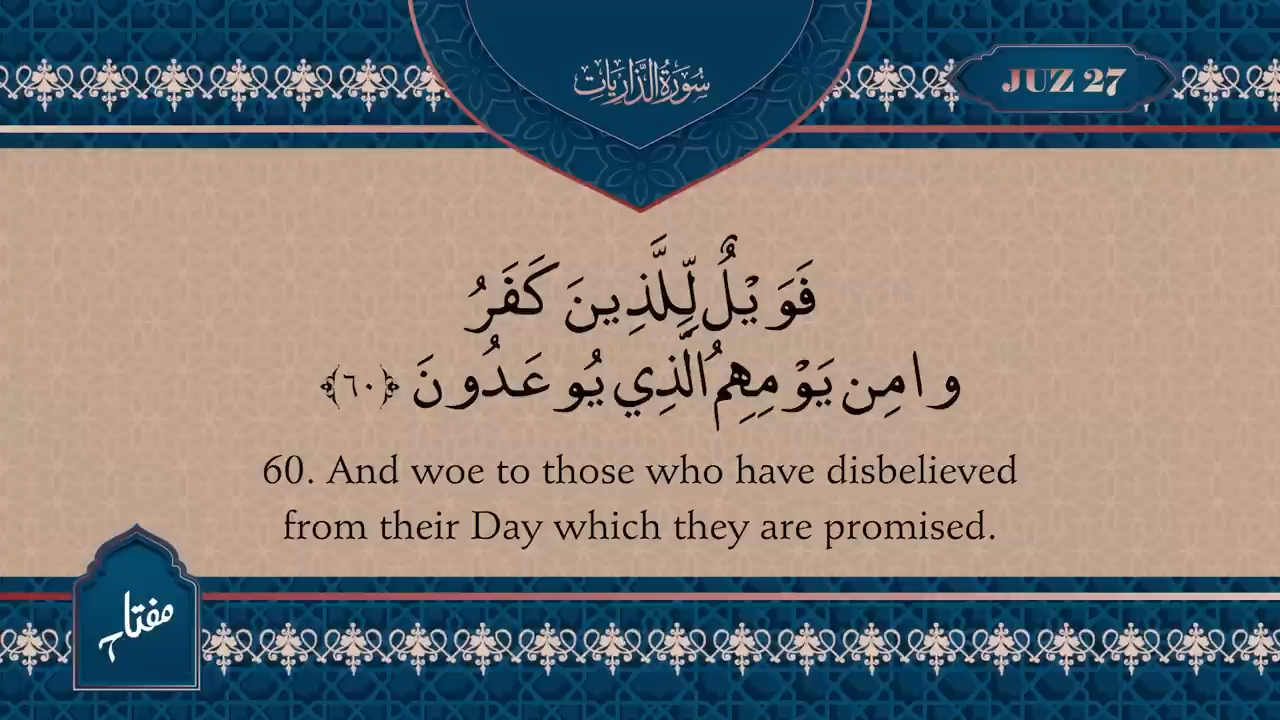 سُورَةُ الذَّارِيَات
JUZ 27
فَوَيْلٌ لِّلَّذِينَ كَفَرُ
وا مِن يَوْمِهِمُ الَّذِي يُوعَدُونَ ﴿٦٠﴾
60. And woe to those who have disbelieved
from their Day which they are promised.
مفتاح